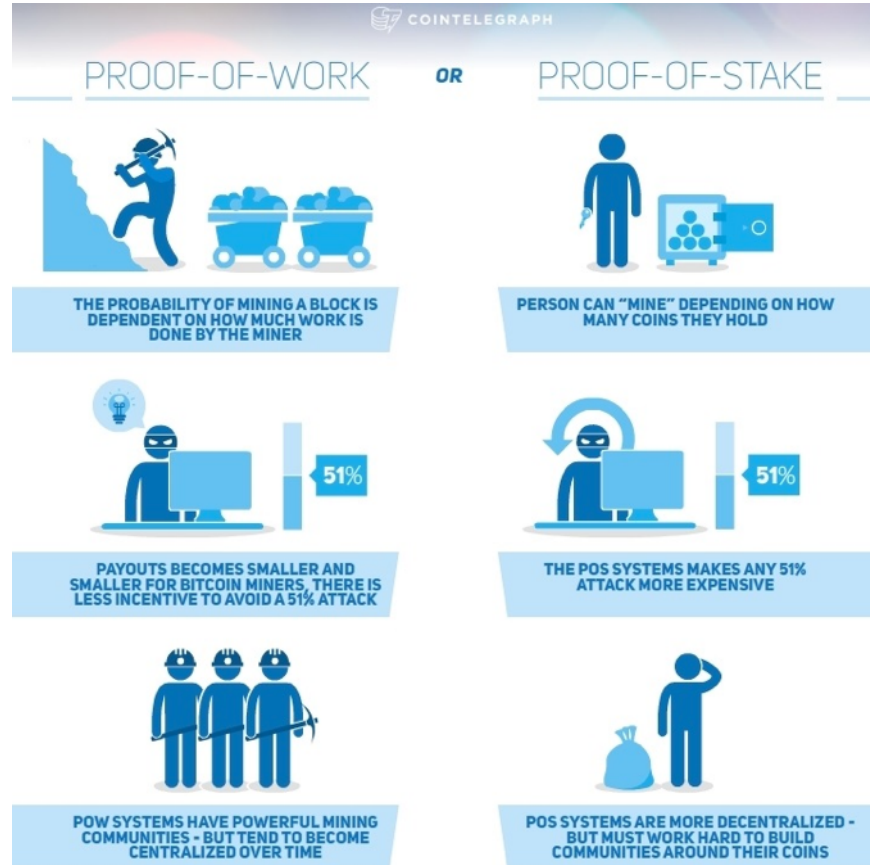 COINTELEGRAPH
PROOF-OF-WORK
OR
PROOF-OF-STAKE
THE PROBABILITY OF MINING A BLOCK IS
DEPENDENT ON HOW MUCH WORK IS
DONE BY THE MINER
PERSON CAN “MINE” DEPENDING ON HOW
MANY COINS THEY HOLD
51%
51%
PAYOUTS BECOMES SMALLER AND
SMALLER FOR BITCOIN MINERS, THERE IS
LESS INCENTIVE TO AVOID A 51% ATTACK
THE POS SYSTEMS MAKES ANY 51%
ATTACK MORE EXPENSIVE
POW SYSTEMS HAVE POWERFUL MINING
COMMUNITIES - BUT TEND TO BECOME
CENTRALIZED OVER TIME
POS SYSTEMS ARE MORE DECENTRALIZED -
BUT MUST WORK HARD TO BUILD
COMMUNITIES AROUND THEIR COINS